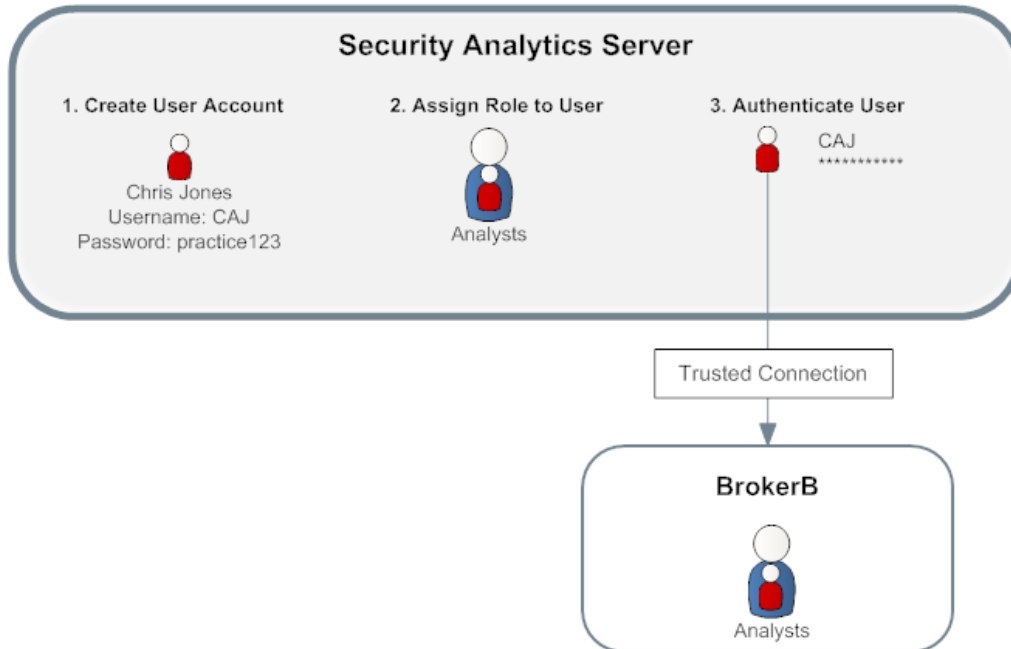 Security Analytics Server
1. Create User Account
2. Assign Role to User
3. Authenticate User
Chris Jones
Username: CAJ
Password: practice123
Analysts
CAJ
***********
Trusted Connection
BrokerB
Analysts